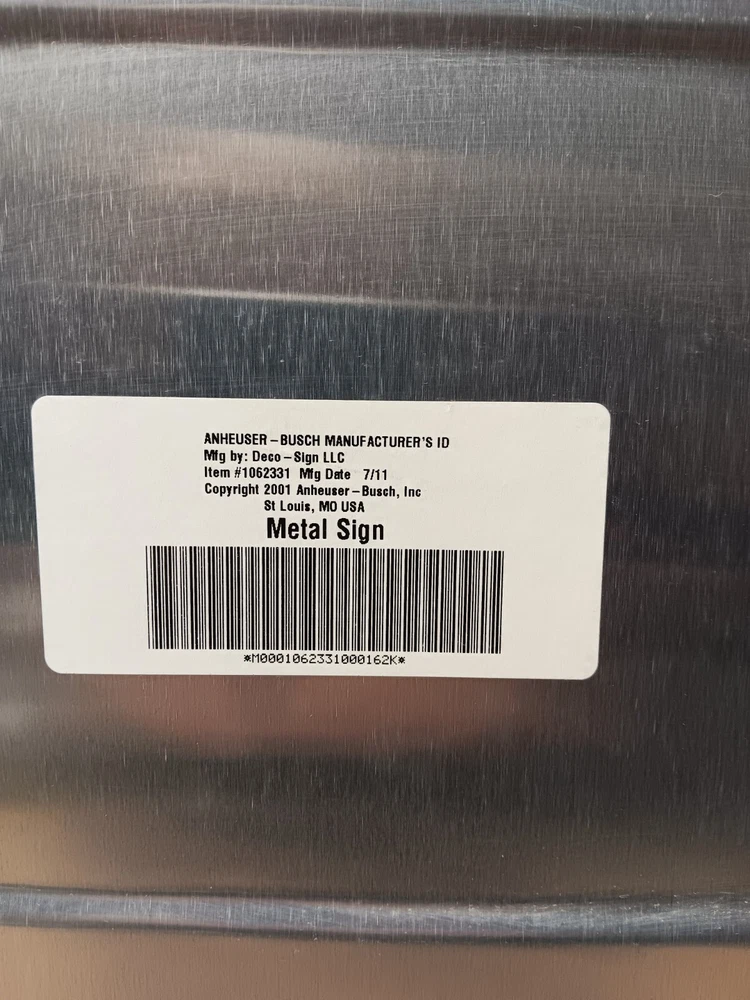 ANHEUSER-BUSCH MANUFACTURER'S ID
Mfg by: Deco-Sign LLC
Item #1062331 Mfg Date 7/11
Copyright 2001 Anheuser-Busch, Inc
St Louis, MO USA
Metal Sign
*M0001062331000162K*